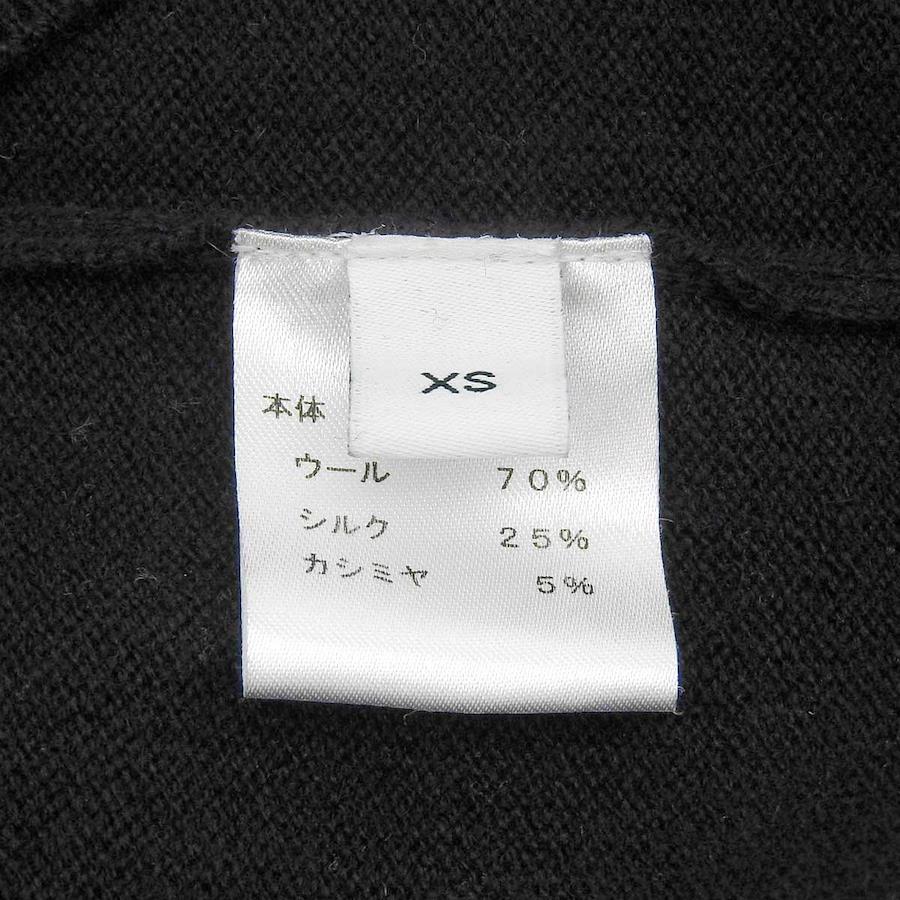 XS
本体
ウール 70%
シルク 25%
カシミヤ 5%